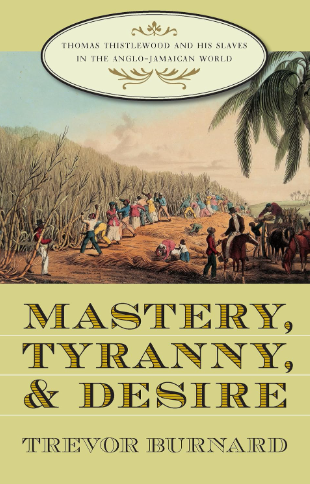 THOMAS THISTLEWOOD AND HIS SLAVES
IN THE ANGLO-JAMAICAN WORLD
MASTERY,
TYRANNY,
& DESIRE
TREVOR BURNARD